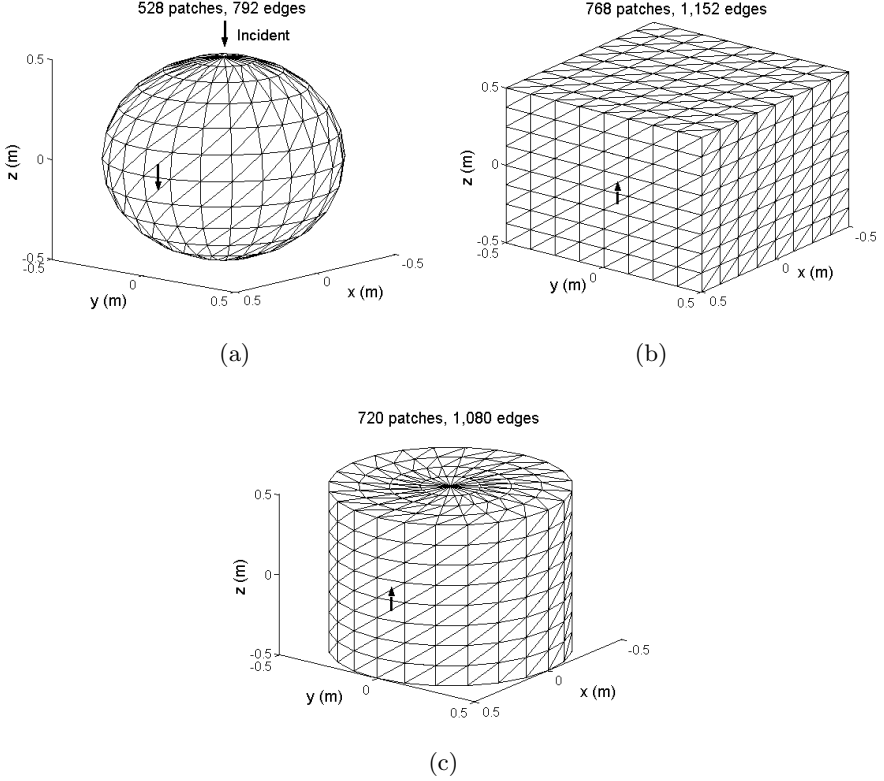 528 patches, 792 edges
Incident
0.5
0
-0.5
z (m)
-0.5
0
0.5
y (m)
0.5
0
-0.5
x (m)
(a)
768 patches, 1,152 edges
0.5
0
-0.5
z (m)
-0.5
0
0.5
y (m)
0.5
0
-0.5
x (m)
(b)
720 patches, 1,080 edges
0.5
0
-0.5
z (m)
-0.5
0
0.5
y (m)
0.5
0
-0.5
x (m)
(c)